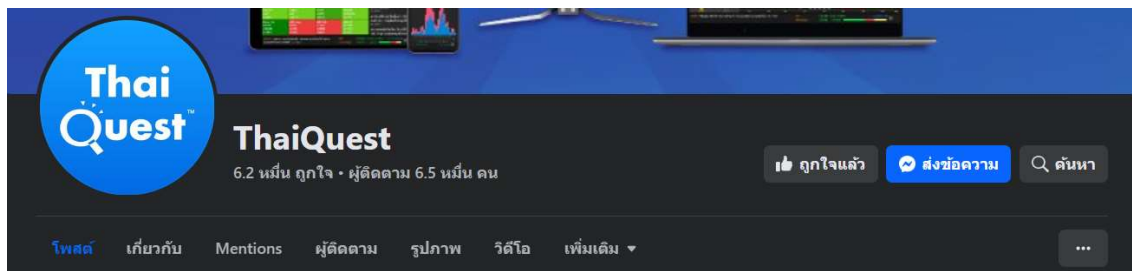 Thai
Quest™
ThaiQuest
6.2 หมื่น ถูกใจ • ผู้ติดตาม 6.5 หมื่น คน
ถูกใจแล้ว ส่งข้อความ ค้นหา
โพสต์ เกี่ยวกับ Mentions ผู้ติดตาม รูปภาพ วิดีโอ เพิ่มเติม